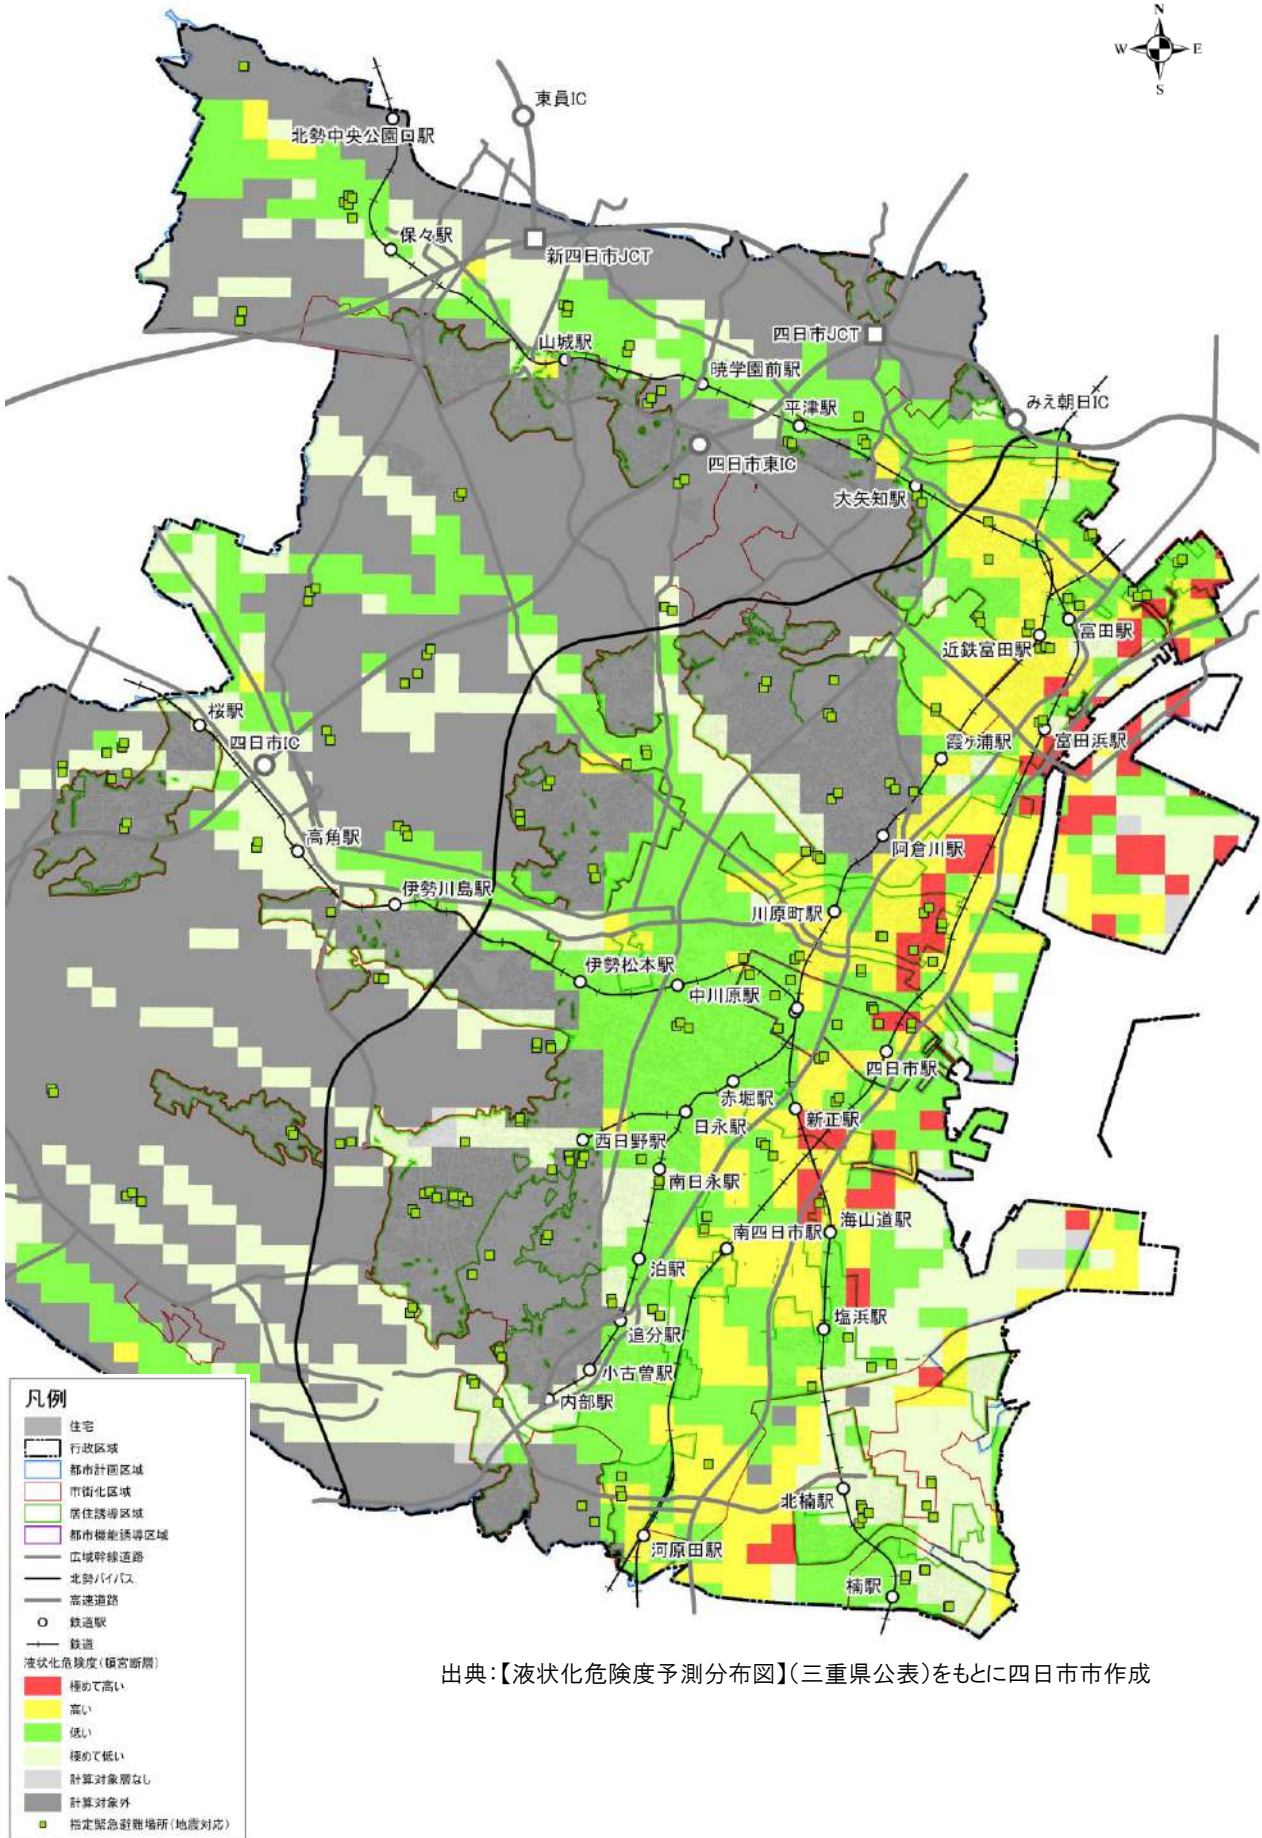 N
W E
S
東員IC
北勢中央公園口駅
保々駅
新四日市JCT
山城駅
四日市JCT
暁学園前駅
みえ朝日IC
平津駅
四日市東IC
大矢知駅
富田駅
近鉄富田駅
桜駅
四日市IC
霞ヶ浦駅
富田浜駅
高角駅
阿倉川駅
伊勢川島駅
川原町駅
伊勢松本駅
中川原駅
四日市駅
赤堀駅
新正駅
日永駅
西日野駅
南日永駅
南四日市駅
海山道駅
泊駅
塩浜駅
追分駅
小古曽駅
内部駅
北楠駅
河原田駅
楠駅
凡例
住宅
行政区域
都市計画区域
市街化区域
居住誘導区域
都市機能誘導区域
広域幹線道路
北勢バイパス
高速道路
鉄道駅
鉄道
液状化危険度(頓宮断層)
極めて高い
高い
低い
極めて低い
計算対象層なし
計算対象外
指定緊急避難場所(地震対応)
出典:【液状化危険度予測分布図】(三重県公表)をもとに四日市市作成